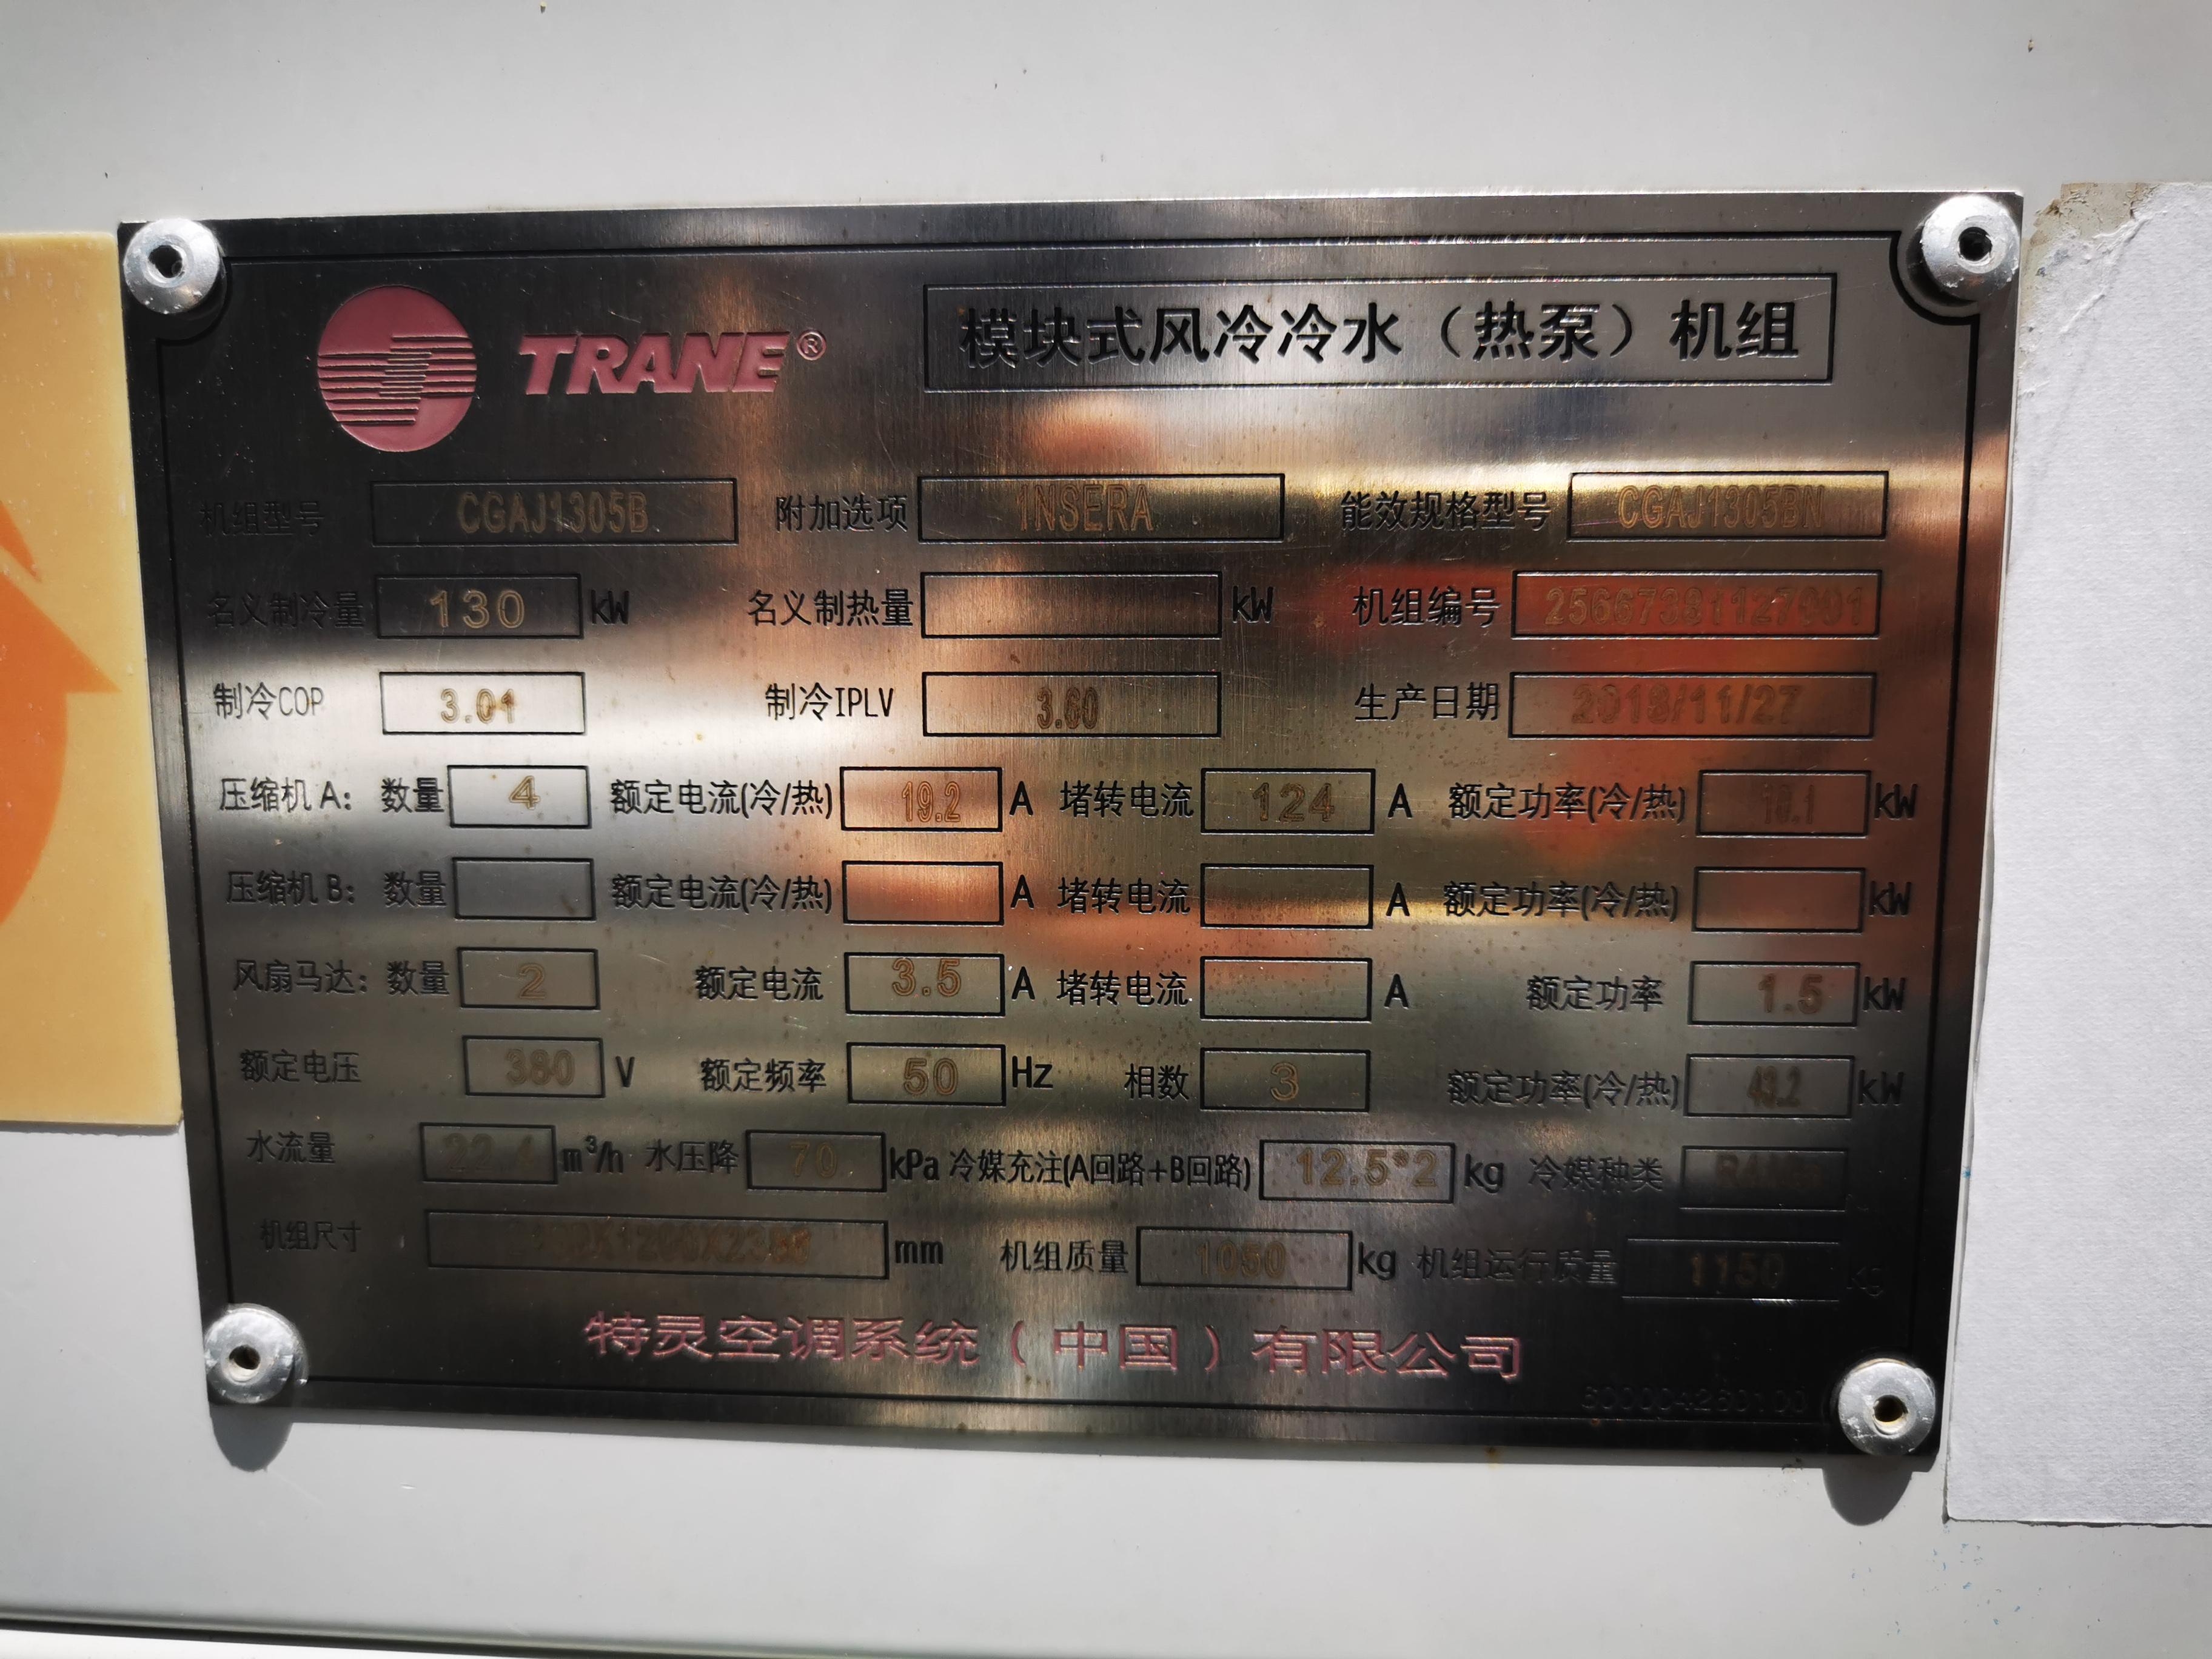 TRANE® 模块式风冷冷水（热泵）机组
机组型号 CGAJ1305B 附加选项 1NSERA 能效规格型号 CGAJ1305BN
名义制冷量 130 kW 名义制热量 kW 机组编号
制冷COP 3.01 制冷IPLV 3.60 生产日期
压缩机 A: 数量 4 额定电流(冷/热) 19.2 A 堵转电流 124 A 额定功率(冷/热) 10.1 kW
压缩机 B: 数量 额定电流(冷/热) A 堵转电流 A 额定功率(冷/热) kW
风扇马达: 数量 2 额定电流 3.5 A 堵转电流 A 额定功率 1.5 kW
额定电压 380 V 额定频率 50 Hz 相数 3 额定功率(冷/热) 43.2 kW
水流量 22.4 m³/h 水压降 70 kPa 冷媒充注(A回路+B回路) 12.5*2 kg 冷媒种类
机组尺寸 mm 机组质量 1050 kg 机组运行质量 1150 KG
特灵空调系统（中国）有限公司